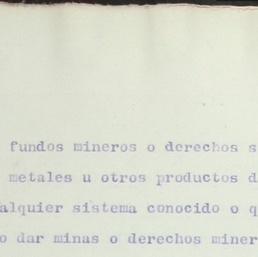 fundos mineros o derechos s
metales u otros productos d
alquier sistema conocido o q
o dar minas o derechos miner